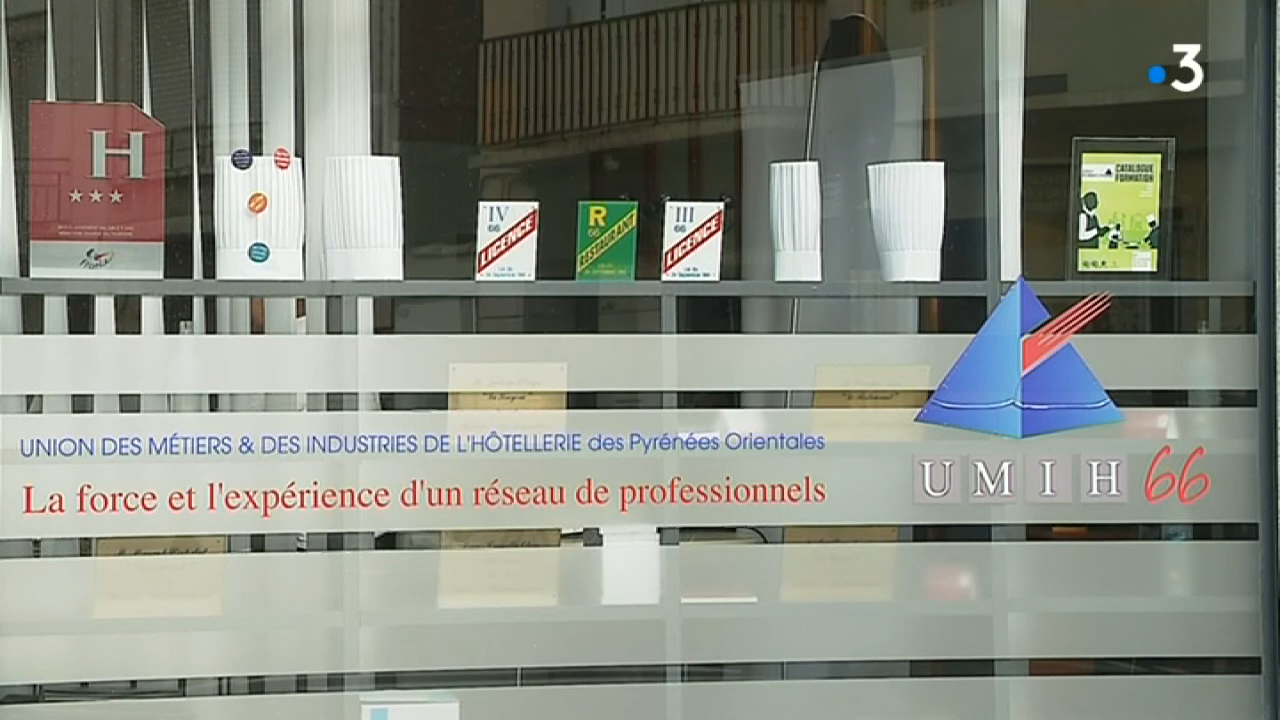 3
H
★★★
IV
66
LICENCE
R
66
RESTAURANT
III
66
LICENCE
CATALOGUE
FORMATION
UNION DES MÉTIERS & DES INDUSTRIES DE L'HÔTELLERIE des Pyrénées Orientales
La force et l'expérience d'un réseau de professionnels
UMIH 66